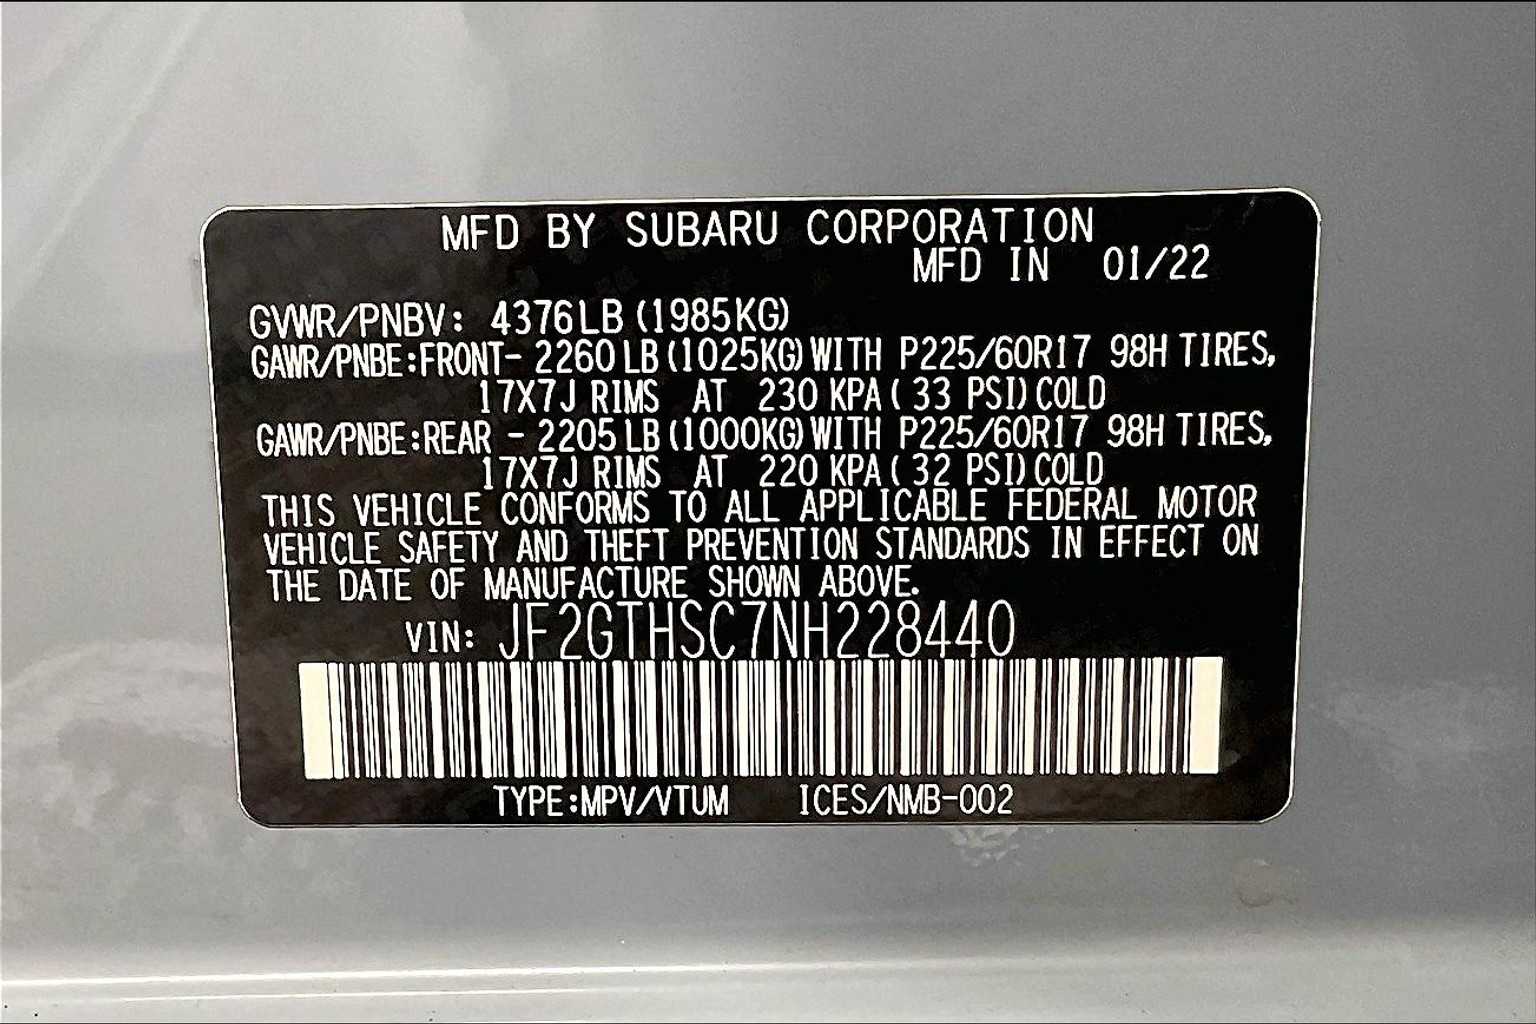 MFD BY SUBARU CORPORATION
MFD IN 01/22
GVWR/PNBV: 4376LB (1985KG)
GAWR/PNBE:FRONT- 2260 LB (1025KG) WITH P225/60R17 98H TIRES,
17X7J RIMS AT 230 KPA ( 33 PSI) COLD
GAWR/PNBE:REAR - 2205 LB (1000KG) WITH P225/60R17 98H TIRES,
17X7J RIMS AT 220 KPA ( 32 PSI) COLD
THIS VEHICLE CONFORMS TO ALL APPLICABLE FEDERAL MOTOR
VEHICLE SAFETY AND THEFT PREVENTION STANDARDS IN EFFECT ON
THE DATE OF MANUFACTURE SHOWN ABOVE.
VIN: JF2GTHSC7NH228440
TYPE:MPV/VTUM ICES/NMB-002